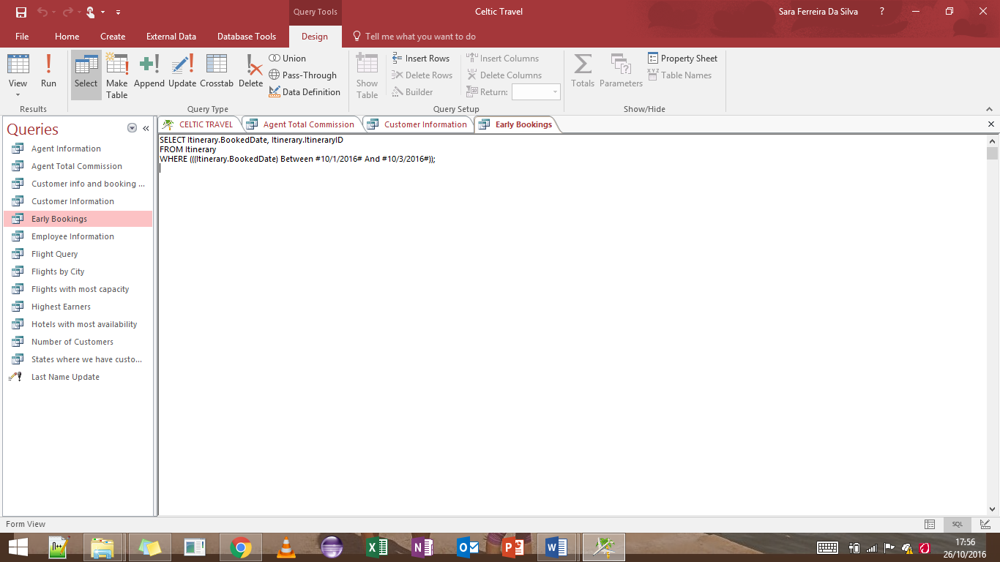 Query Tools
Celtic Travel
Sara Ferreira Da Silva
?
File
Home
Create
External Data
Database Tools
Design
Tell me what you want to do
View
Run
Results
Select
Make Table
Append
Update
Crosstab
Delete
Union
Pass-Through
Data Definition
Query Type
Show Table
Insert Rows
Delete Rows
Builder
Insert Columns
Delete Columns
Return:
Query Setup
Totals
Parameters
Property Sheet
Table Names
Show/Hide
Queries
Agent Information
Agent Total Commission
Customer info and booking ...
Customer Information
Early Bookings
Employee Information
Flight Query
Flights by City
Flights with most capacity
Highest Earners
Hotels with most availability
Number of Customers
States where we have custo...
Last Name Update
CELTIC TRAVEL
Agent Total Commission
Customer Information
Early Bookings
SELECT Itinerary.BookedDate, Itinerary.ItineraryID
FROM Itinerary
WHERE (((Itinerary.BookedDate) Between #10/1/2016# And #10/3/2016#));
Form View
SQL
17:56
26/10/2016